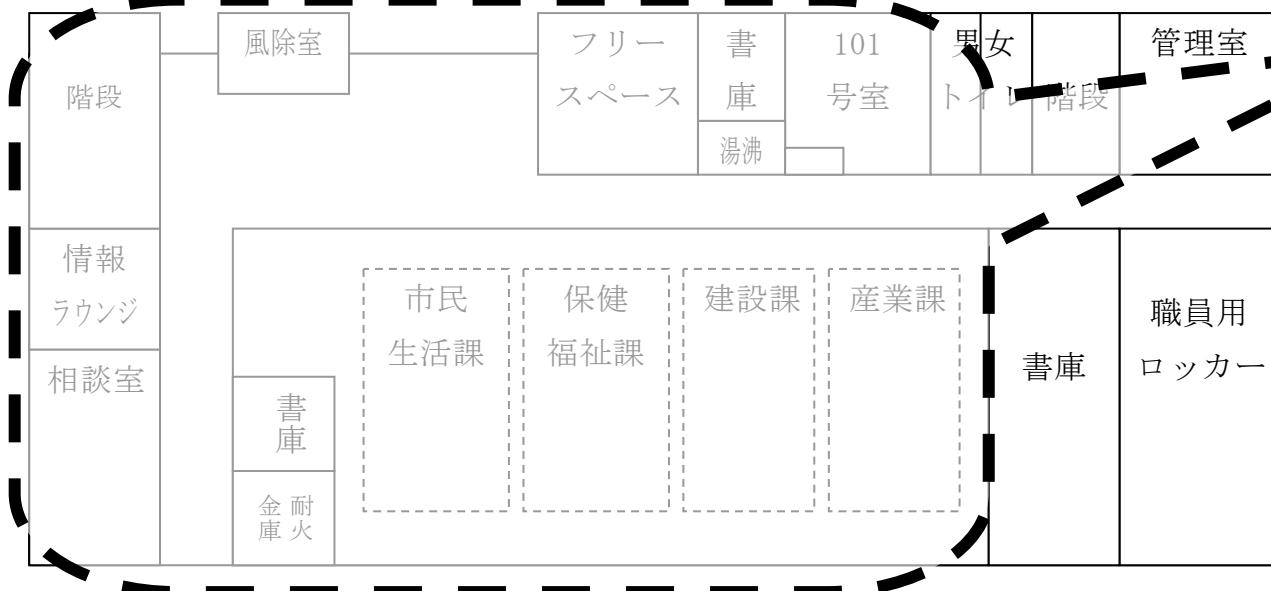 風除室
フリー
スペース
書
庫
湯沸
101
号室
男女
トイレ
階段
管理室
階段
情報
ラウンジ
相談室
市民
生活課
保健
福祉課
建設課
産業課
書
庫
耐火
金庫
書庫
職員用
ロッカー